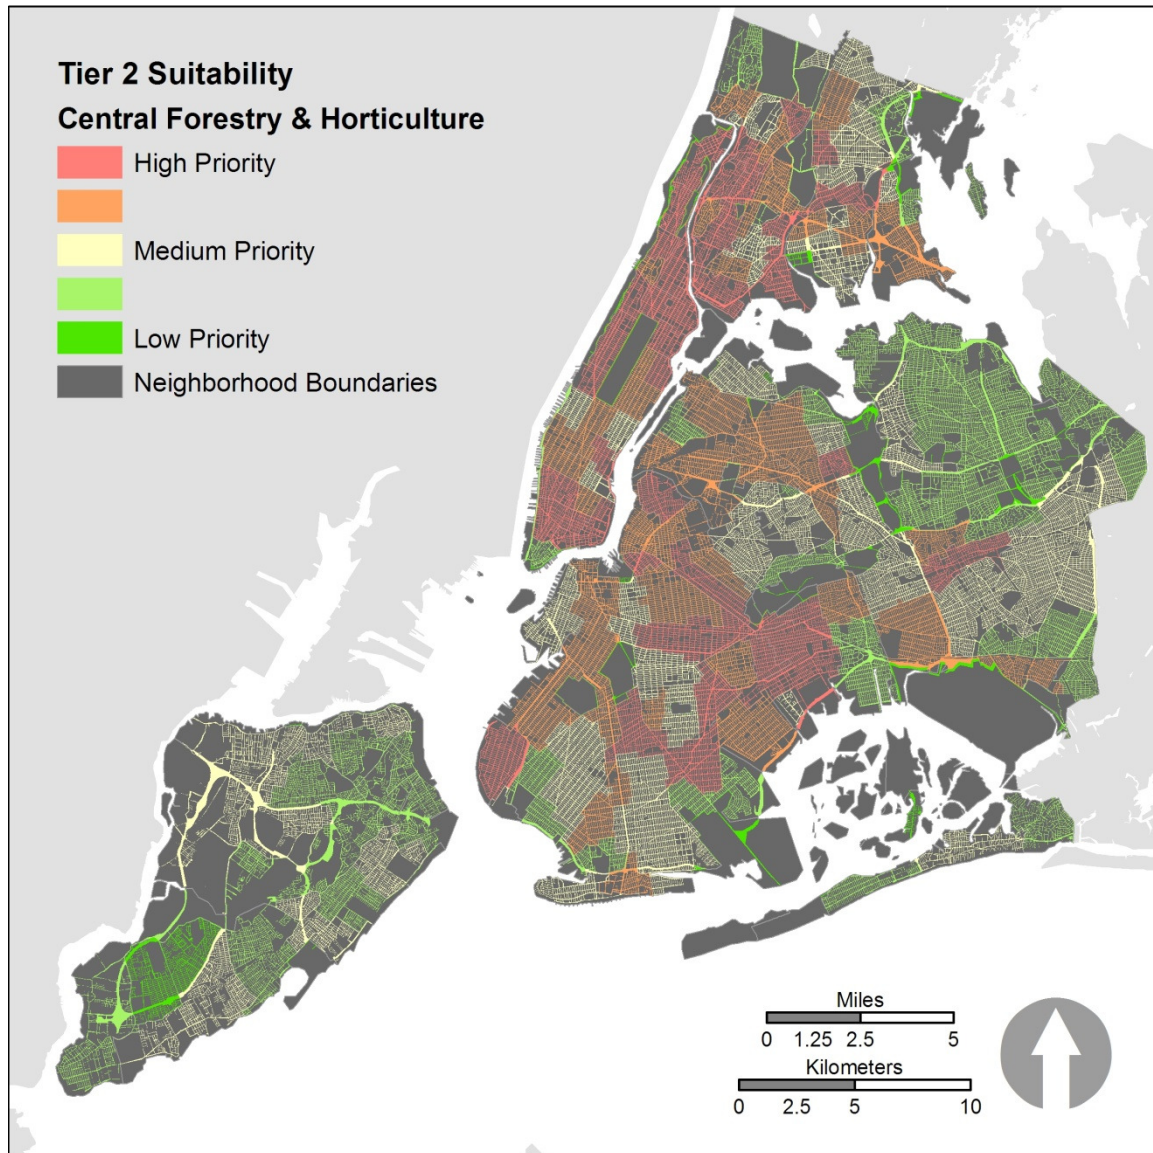 Tier 2 Suitability
Central Forestry & Horticulture
High Priority
Medium Priority
Low Priority
Neighborhood Boundaries
Miles
0 1.25 2.5 5
Kilometers
0 2.5 5 10